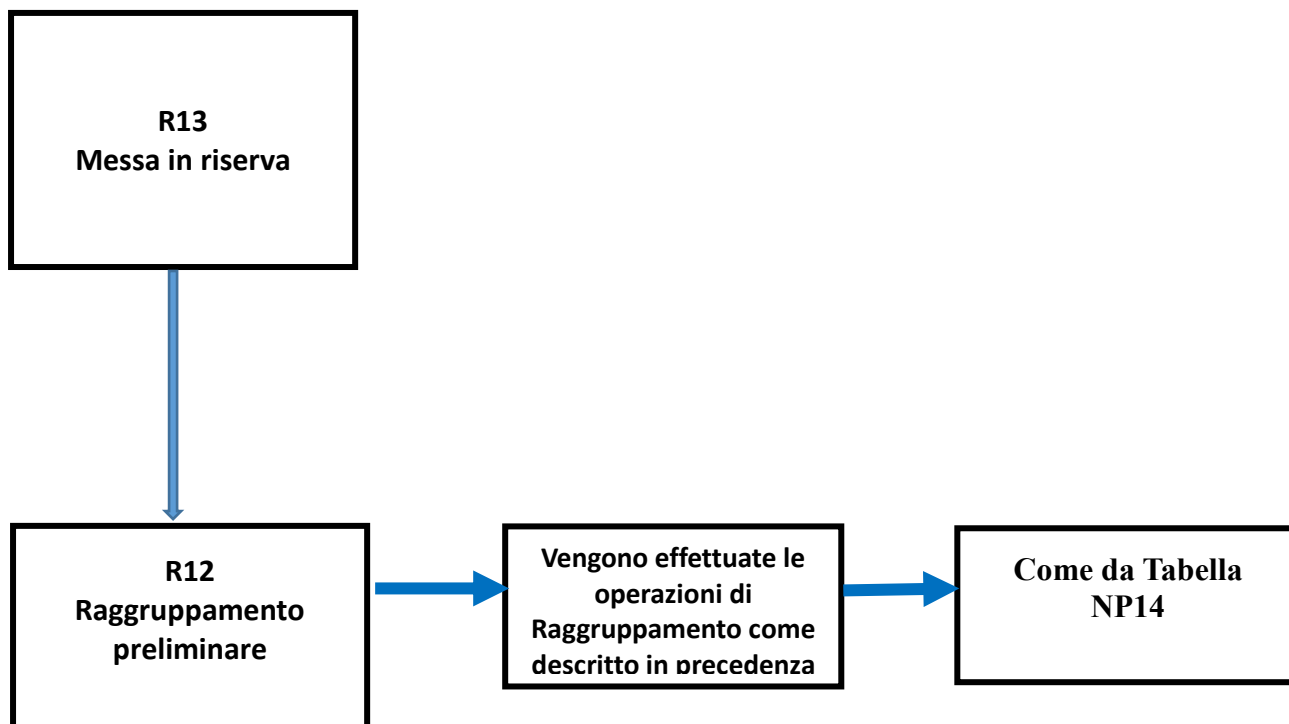 R13
Messa in riserva
R12
Raggruppamento
preliminare
Vengono effettuate le
operazioni di
Raggruppamento come
descritto in precedenza
Come da Tabella
NP14